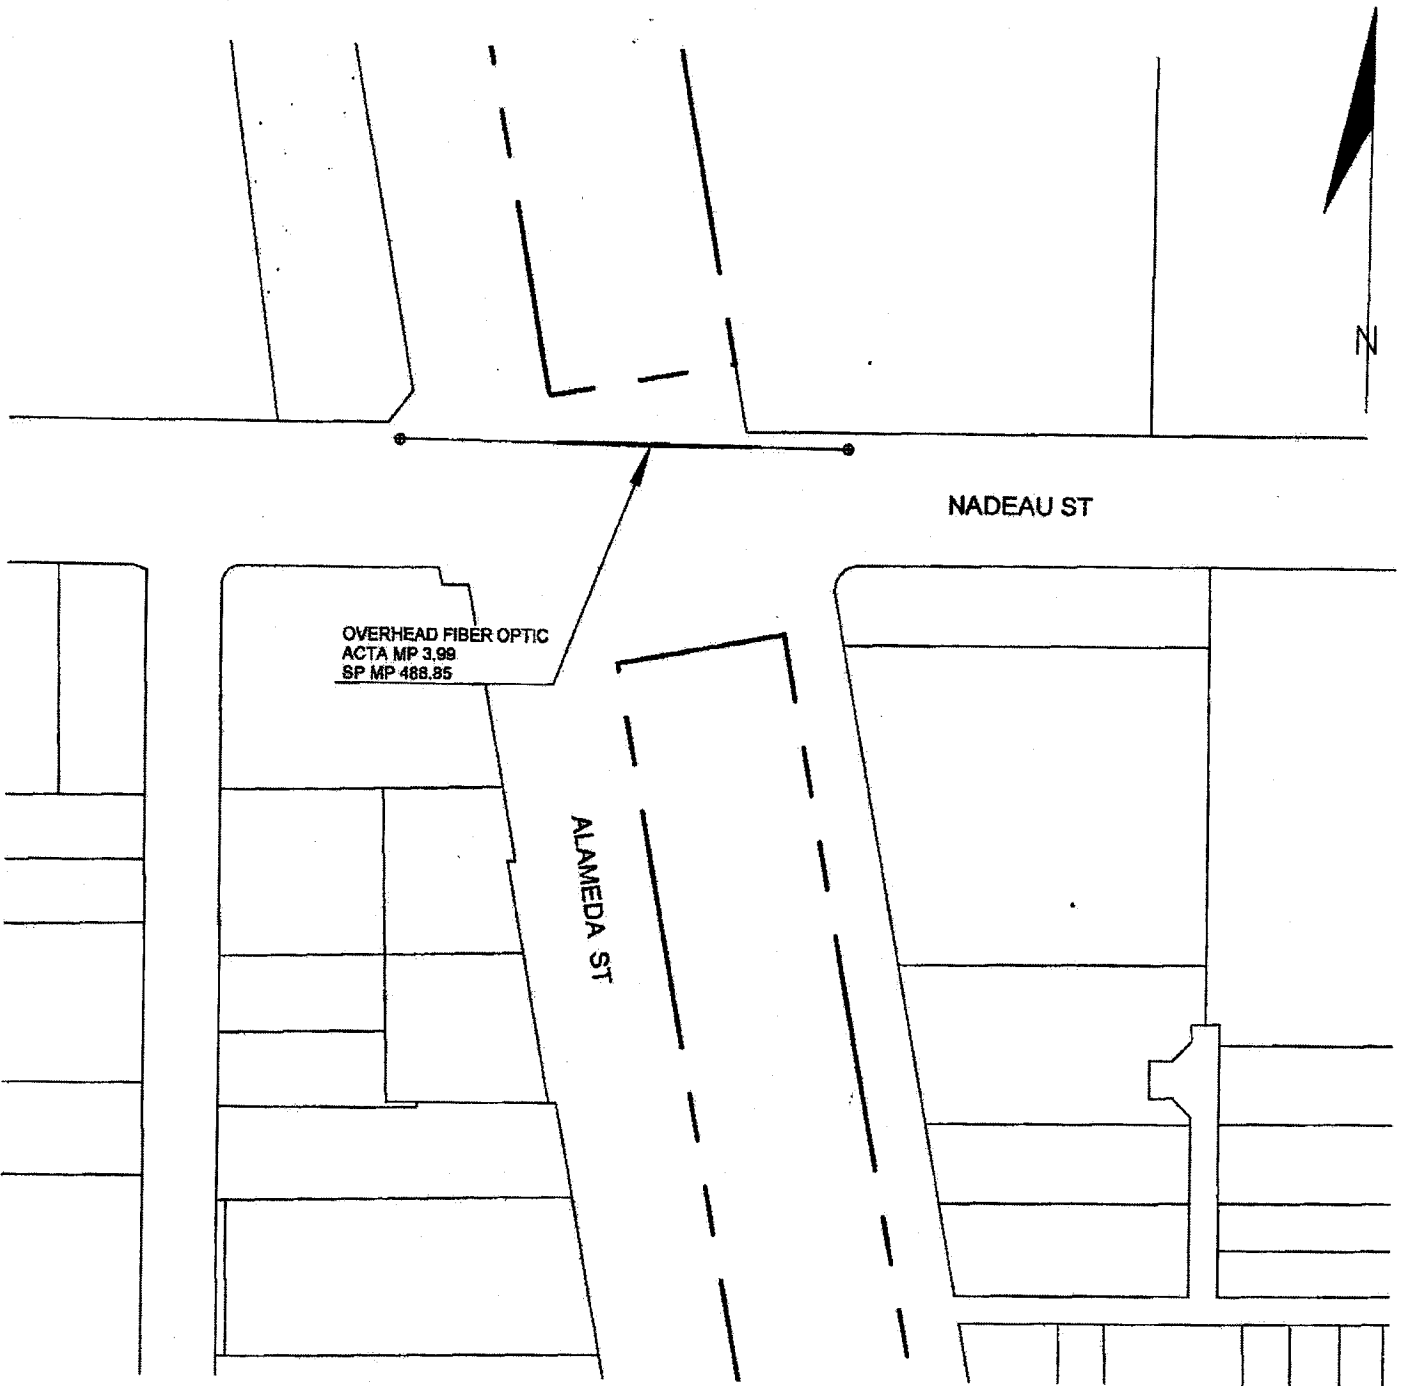 N
NADEAU ST
OVERHEAD FIBER OPTIC
ACTA MP 3.99
SP MP 488.85
ALAMEDA ST